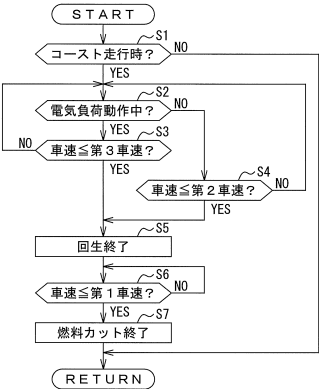 START
S1
コースト走行時？
NO
YES
S2
電気負荷動作中？
NO
YES
S3
NO
車速≦第３車速？
YES
S4
車速≦第２車速？
NO
YES
S5
回生終了
S6
車速≦第１車速？
NO
YES
S7
燃料カット終了
RETURN